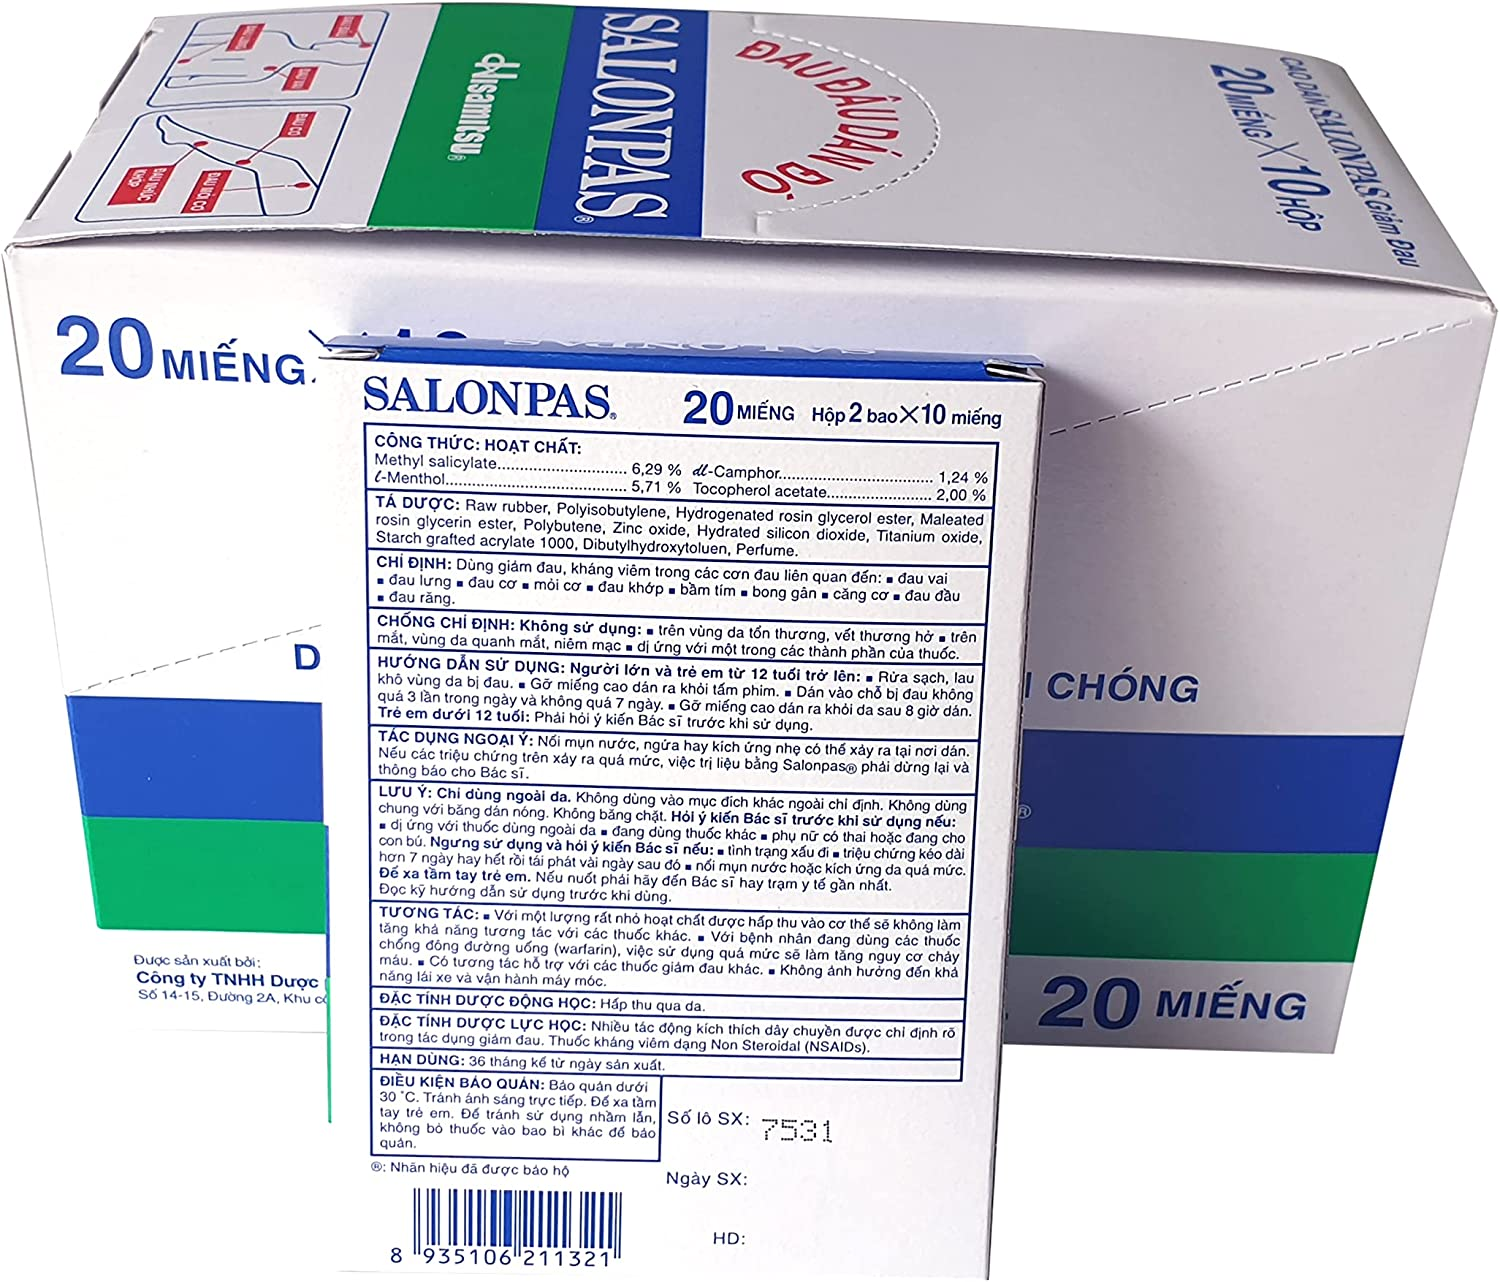 CAO DÁN SALONPAS Giảm Đau
20 MIẾNG X 10 HỘP
ĐAU ĐÂU DÁN ĐÓ
SALONPAS®
Hisamitsu®
ĐAU CƠ
ĐAU MỎI CƠ
ĐAU NHỨC
KHỚP
20 MIẾNG
SALONPAS® 20 MIẾNG Hộp 2 bao X 10 miếng
CÔNG THỨC: HOẠT CHẤT:
Methyl salicylate............................ 6,29 % dl-Camphor................................. 1,24 %
ℓ-Menthol....................................... 5,71 % Tocopherol acetate...................... 2,00 %
TÁ DƯỢC: Raw rubber, Polyisobutylene, Hydrogenated rosin glycerol ester, Maleated
rosin glycerin ester, Polybutene, Zinc oxide, Hydrated silicon dioxide, Titanium oxide,
Starch grafted acrylate 1000, Dibutylhydroxytoluen, Perfume.
CHỈ ĐỊNH: Dùng giảm đau, kháng viêm trong các cơn đau liên quan đến: ▪ đau vai
▪ đau lưng ▪ đau cơ ▪ mỏi cơ ▪ đau khớp ▪ bầm tím ▪ bong gân ▪ căng cơ ▪ đau đầu
▪ đau răng.
CHỐNG CHỈ ĐỊNH: Không sử dụng: ▪ trên vùng da tổn thương, vết thương hở ▪ trên
mắt, vùng da quanh mắt, niêm mạc ▪ dị ứng với một trong các thành phần của thuốc.
HƯỚNG DẪN SỬ DỤNG: Người lớn và trẻ em từ 12 tuổi trở lên: ▪ Rửa sạch, lau
khô vùng da bị đau. ▪ Gỡ miếng cao dán ra khỏi tấm phim. ▪ Dán vào chỗ bị đau không
quá 3 lần trong ngày và không quá 7 ngày. ▪ Gỡ miếng cao dán ra khỏi da sau 8 giờ dán.
Trẻ em dưới 12 tuổi: Phải hỏi ý kiến Bác sĩ trước khi sử dụng.
TÁC DỤNG NGOẠI Ý: Nổi mụn nước, ngứa hay kích ứng nhẹ có thể xảy ra tại nơi dán.
Nếu các triệu chứng trên xảy ra quá mức, việc trị liệu bằng Salonpas® phải dừng lại và
thông báo cho Bác sĩ.
LƯU Ý: Chỉ dùng ngoài da. Không dùng vào mục đích khác ngoài chỉ định. Không dùng
chung với băng dán nóng. Không băng chặt. Hỏi ý kiến Bác sĩ trước khi sử dụng nếu:
▪ dị ứng với thuốc dùng ngoài da ▪ đang dùng thuốc khác ▪ phụ nữ có thai hoặc đang cho
con bú. Ngưng sử dụng và hỏi ý kiến Bác sĩ nếu: ▪ tình trạng xấu đi ▪ triệu chứng kéo dài
hơn 7 ngày hay hết rồi tái phát vài ngày sau đó ▪ nổi mụn nước hoặc kích ứng da quá mức.
Để xa tầm tay trẻ em. Nếu nuốt phải hãy đến Bác sĩ hay trạm y tế gần nhất.
Đọc kỹ hướng dẫn sử dụng trước khi dùng.
TƯƠNG TÁC: ▪ Với một lượng rất nhỏ hoạt chất được hấp thu vào cơ thể sẽ không làm
tăng khả năng tương tác với các thuốc khác. ▪ Với bệnh nhân đang dùng các thuốc
chống đông đường uống (warfarin), việc sử dụng quá mức sẽ làm tăng nguy cơ chảy
máu. ▪ Có tương tác hỗ trợ với các thuốc giảm đau khác. ▪ Không ảnh hưởng đến khả
năng lái xe và vận hành máy móc.
ĐẶC TÍNH DƯỢC ĐỘNG HỌC: Hấp thu qua da.
ĐẶC TÍNH DƯỢC LỰC HỌC: Nhiều tác động kích thích dây chuyền được chỉ định rõ
trong tác dụng giảm đau. Thuốc kháng viêm dạng Non Steroidal (NSAIDs).
HẠN DÙNG: 36 tháng kể từ ngày sản xuất.
ĐIỀU KIỆN BẢO QUẢN: Bảo quản dưới
30 °C. Tránh ánh sáng trực tiếp. Để xa tầm
tay trẻ em. Để tránh sử dụng nhầm lẫn,
không bỏ thuốc vào bao bì khác để bảo
quản.
Số lô SX: 7531
Ngày SX:
HD:
®: Nhãn hiệu đã được bảo hộ
8 935106 211321
CHÓNG
®
20 MIẾNG
Được sản xuất bởi:
Công ty TNHH Dược
Số 14-15, Đường 2A, Khu